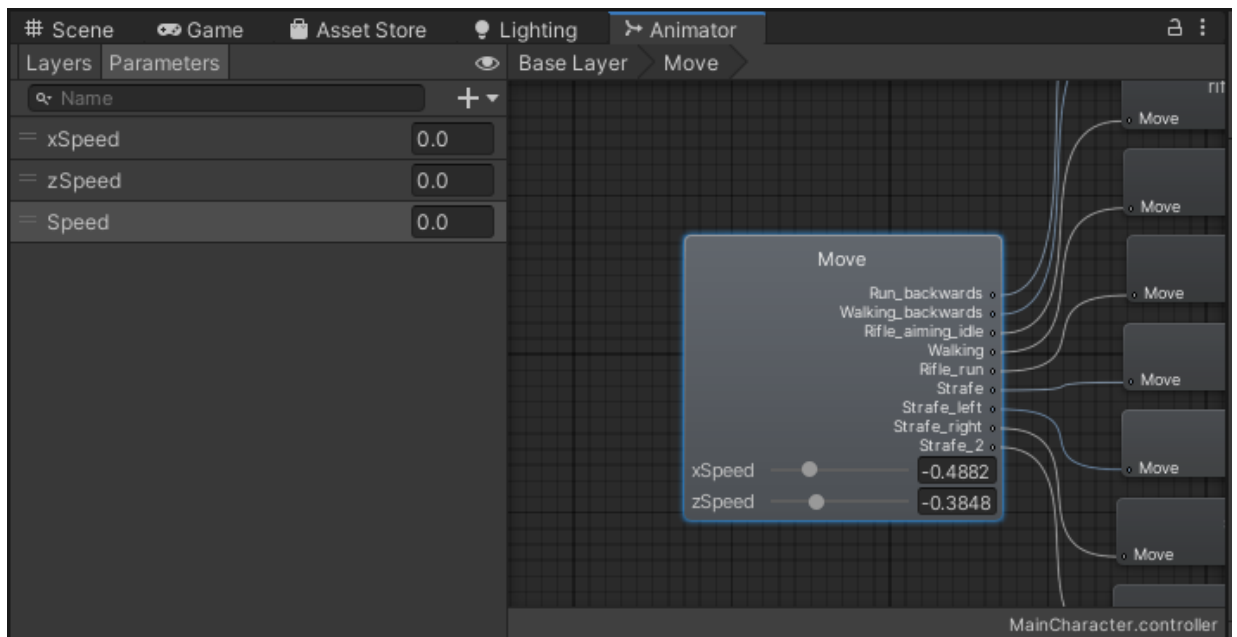 Scene Game Asset Store Lighting Animator
Layers Parameters Base Layer Move
Name
xSpeed 0.0
zSpeed 0.0
Speed 0.0
Move
Run_backwards
Walking_backwards
Rifle_aiming_idle
Walking
Rifle_run
Strafe
Strafe_left
Strafe_right
Strafe_2
xSpeed -0.4882
zSpeed -0.3848
Move
Move
Move
Move
Move
Move
MainCharacter.controller